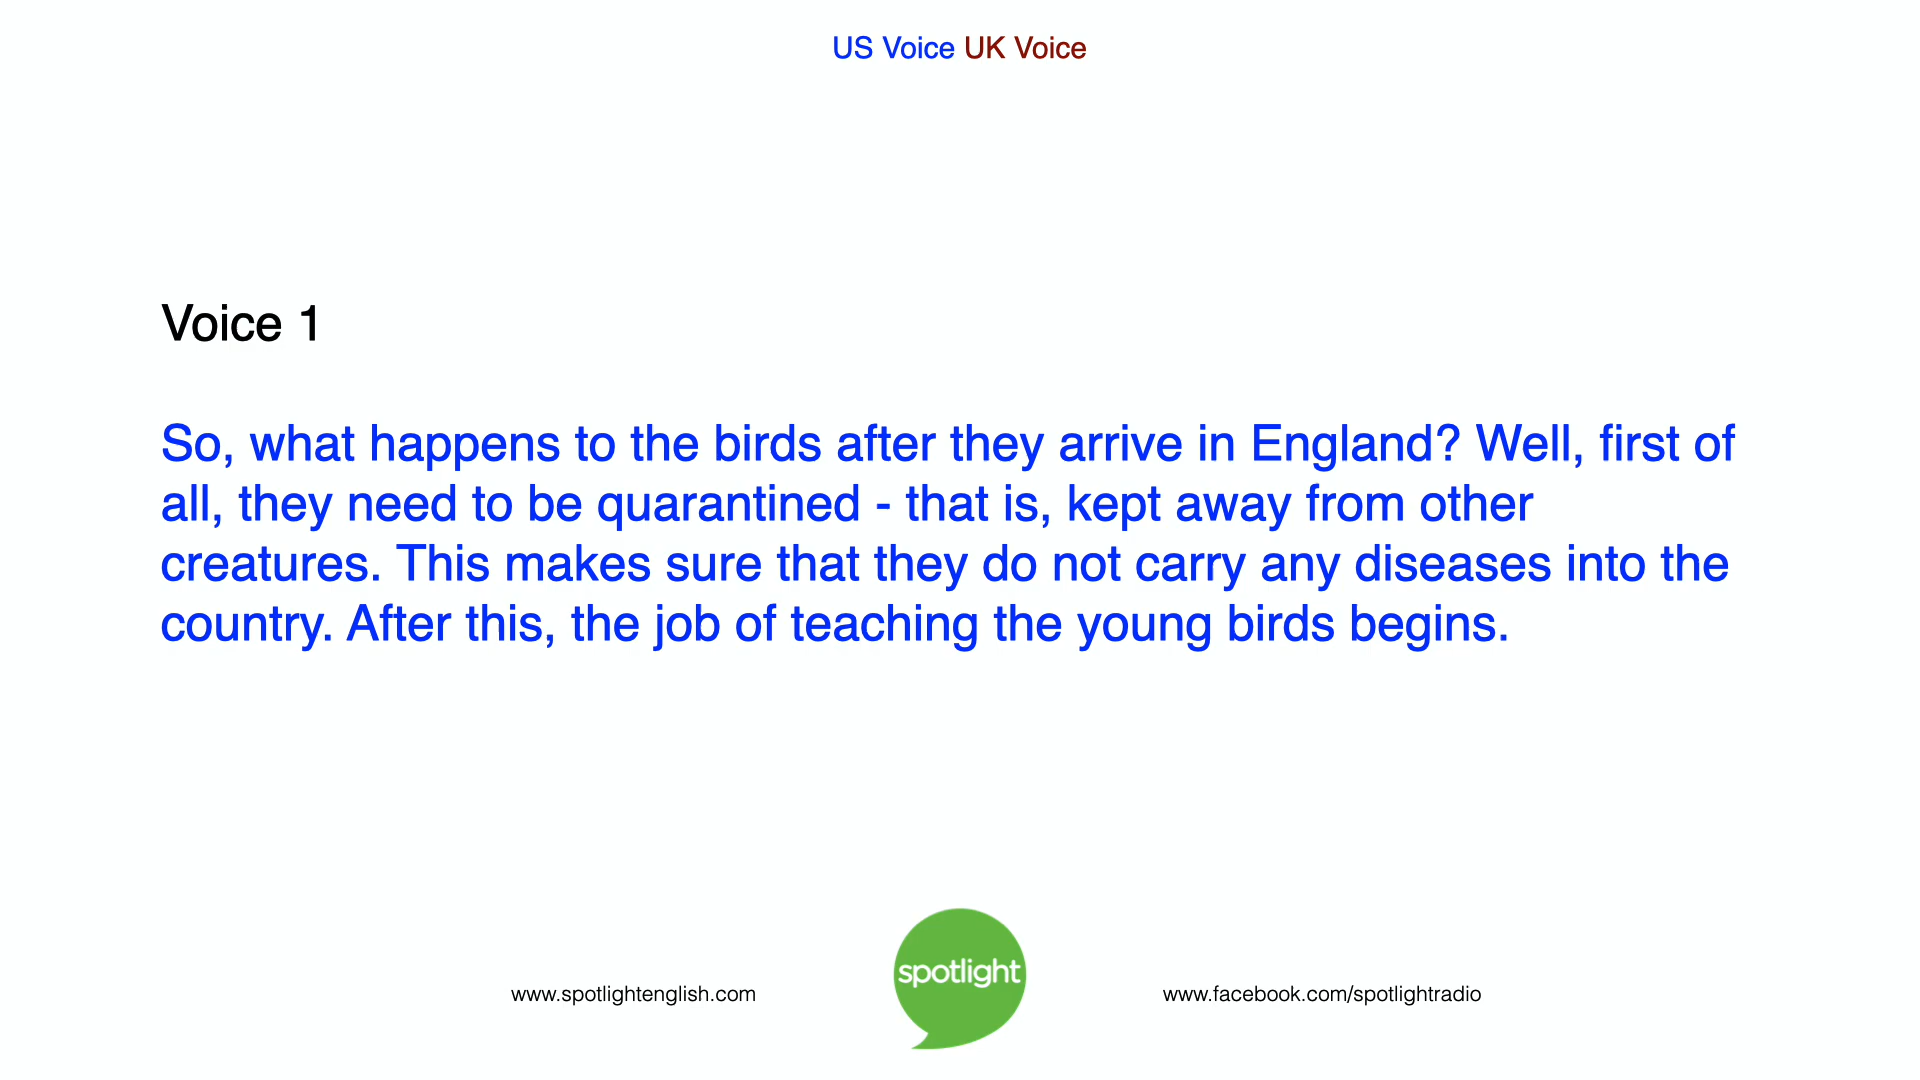 US Voice UK Voice
Voice 1
So, what happens to the birds after they arrive in England? Well, first of
all, they need to be quarantined - that is, kept away from other
creatures. This makes sure that they do not carry any diseases into the
country. After this, the job of teaching the young birds begins.
spotlight
www.spotlightenglish.com
www.facebook.com/spotlightradio